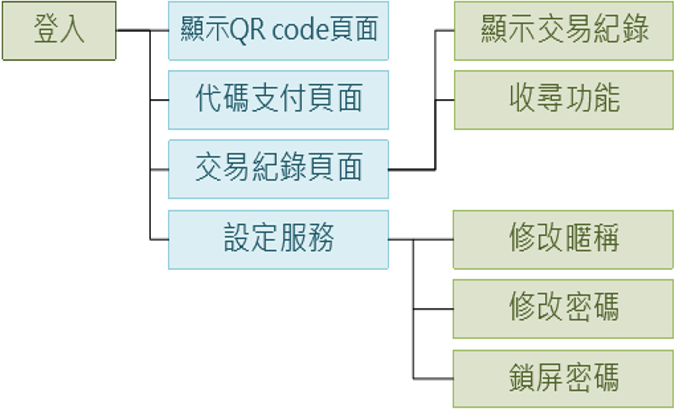 登入
顯示QR code頁面
代碼支付頁面
交易紀錄頁面
設定服務
顯示交易紀錄
收尋功能
修改暱稱
修改密碼
鎖屏密碼